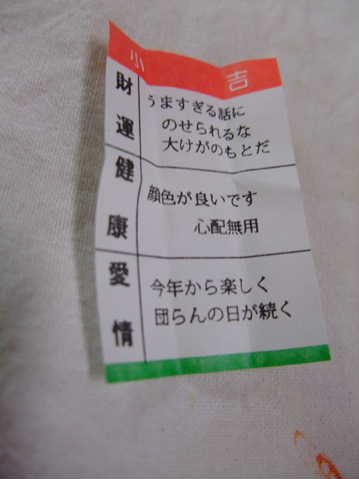 小吉
財運
うますぎる話に
のせられるな
大けがのもとだ
健康
顔色が良いです
心配無用
愛情
今年から楽しく
団らんの日が続く